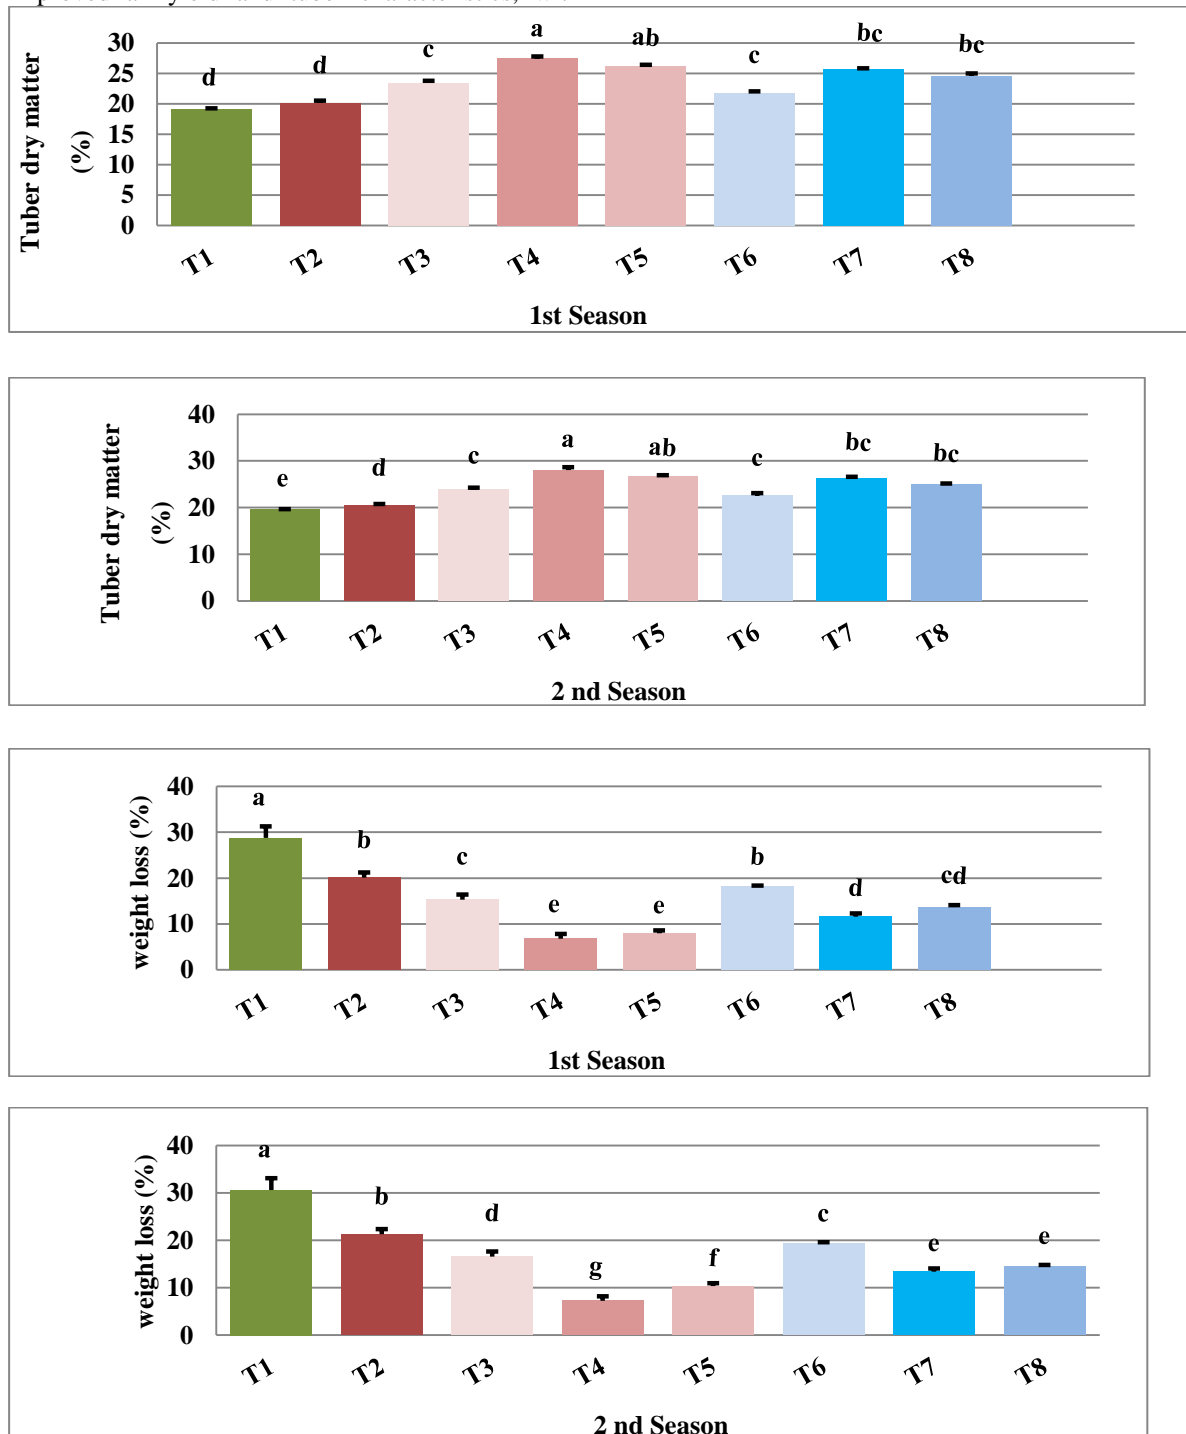 30
25
20
15
10
5
0
Tuber dry matter
(%)
d d c a ab c bc bc
T1 T2 T3 T4 T5 T6 T7 T8
1st Season
40
30
20
10
0
Tuber dry matter
(%)
e d c a ab c bc bc
T1 T2 T3 T4 T5 T6 T7 T8
2 nd Season
40
30
20
10
0
weight loss (%)
a b c e e b d cd
T1 T2 T3 T4 T5 T6 T7 T8
1st Season
40
30
20
10
0
weight loss (%)
a b d g f c e e
T1 T2 T3 T4 T5 T6 T7 T8
2 nd Season